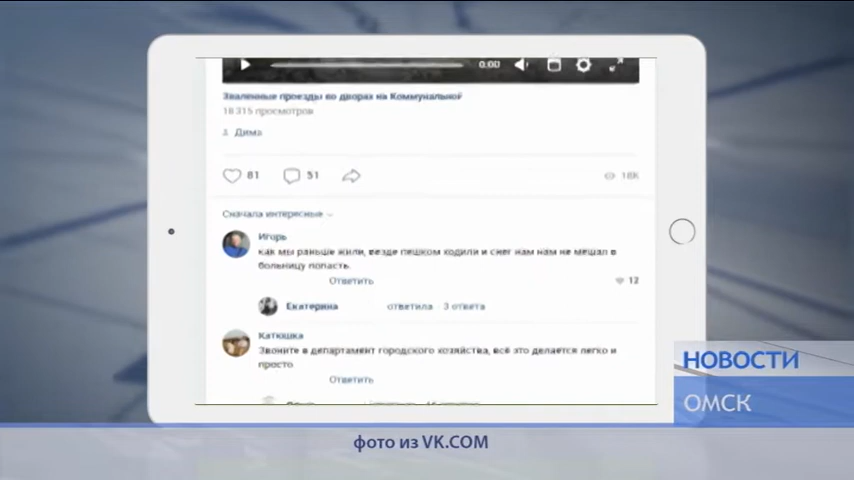 0:00
Зваленные проезды во дворах на Коммунальной
18 315 просмотров
Дима
81
51
18K
Сначала интересные
Игорь
как мы раньше жили, везде пешком ходили и снег нам нам не мешал в
больницу попасть.
Ответить
12
Екатерина ответила · 3 ответа
Катюшка
Звоните в департамент городского хозяйства, всё это делается легко и
просто
Ответить
НОВОСТИ
ОМСК
фото из VK.COM